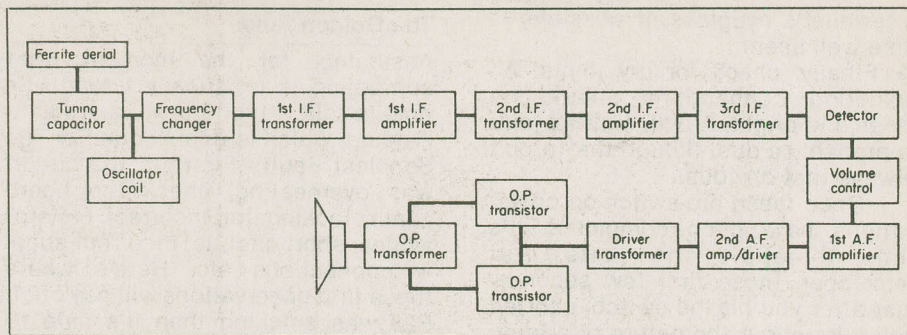 Ferrite aerial
Tuning
capacitor
Frequency
changer
1st I.F.
transformer
1st I.F.
amplifier
2nd I.F.
transformer
2nd I.F.
amplifier
3rd I.F.
transformer
Detector
Oscillator
coil
Volume
control
O.P.
transistor
O.P.
transformer
Driver
transformer
2nd A.F.
amp./driver
1st A.F.
amplifier
O.P.
transistor